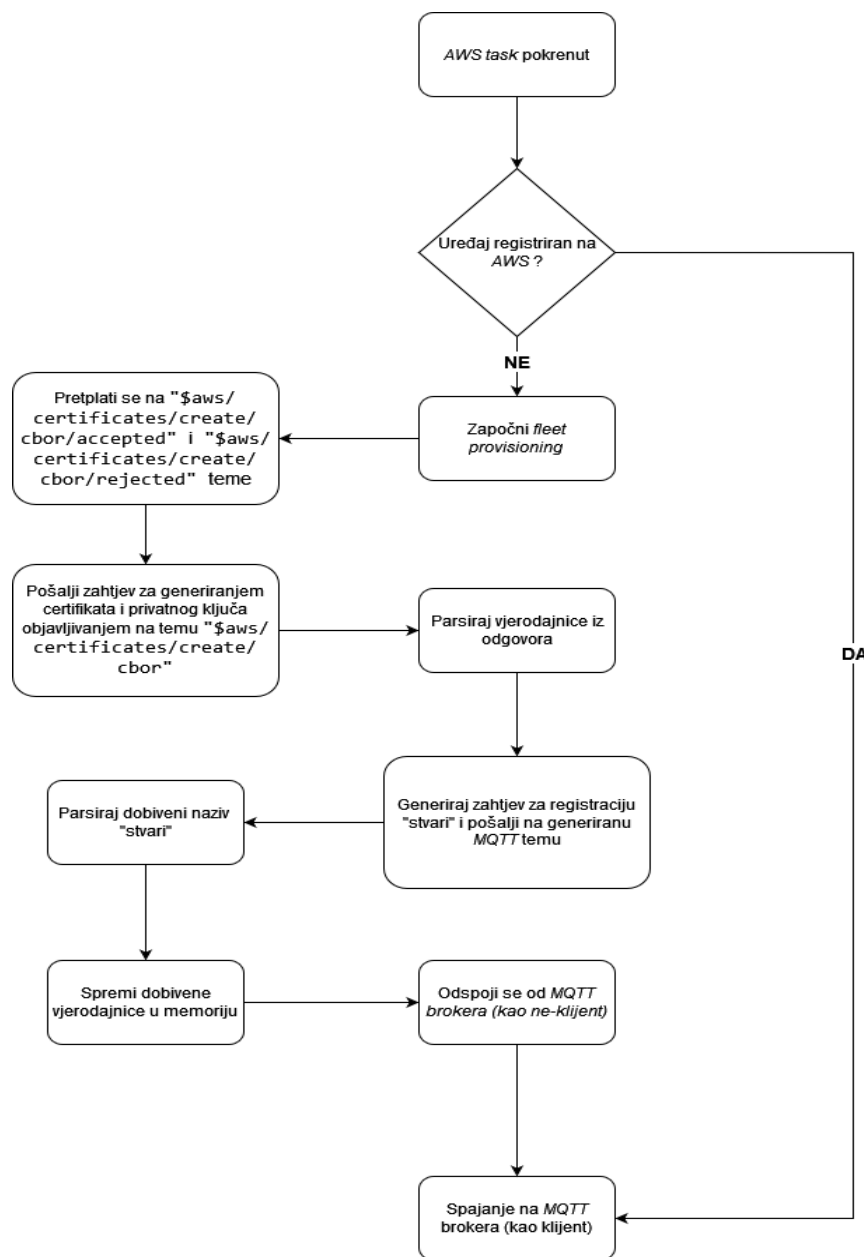 AWS task pokrenut
Uređaj registriran na
AWS ?
NE
Pretplati se na "$aws/
certificates/create/
cbor/accepted" i "$aws/
certificates/create/
cbor/rejected" teme
Započni fleet
provisioning
Pošalji zahtjev za generiranjem
certifikata i privatnog ključa
objavljivanjem na temu "$aws/
certificates/create/
cbor"
Parsiraj vjerodajnice iz
odgovora
DA
Parsiraj dobiveni naziv
"stvari"
Generiraj zahtjev za registraciju
"stvari" i pošalji na generiranu
MQTT temu
Spremi dobivene
vjerodajnice u memoriju
Odspoji se od MQTT
brokera (kao ne-klijent)
Spajanje na MQTT
brokera (kao klijent)